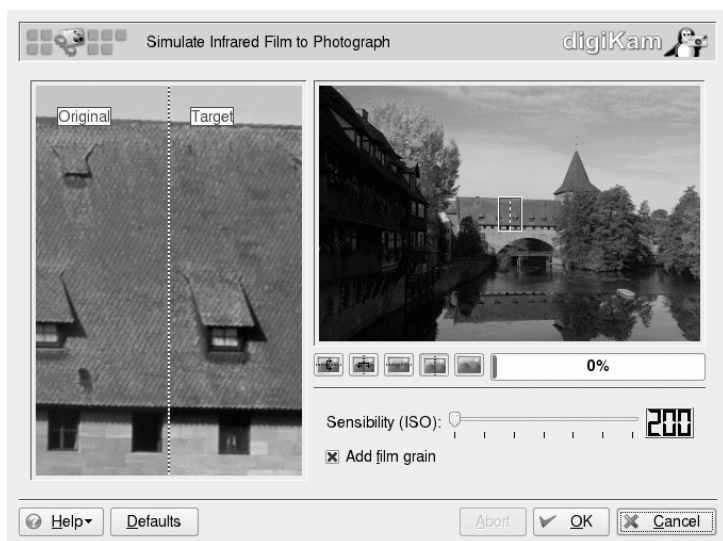 Simulate Infrared Film to Photograph
digiKam
Original
Target
0%
Sensibility (ISO):
200
Add film grain
Help
Defaults
Abort
OK
Cancel